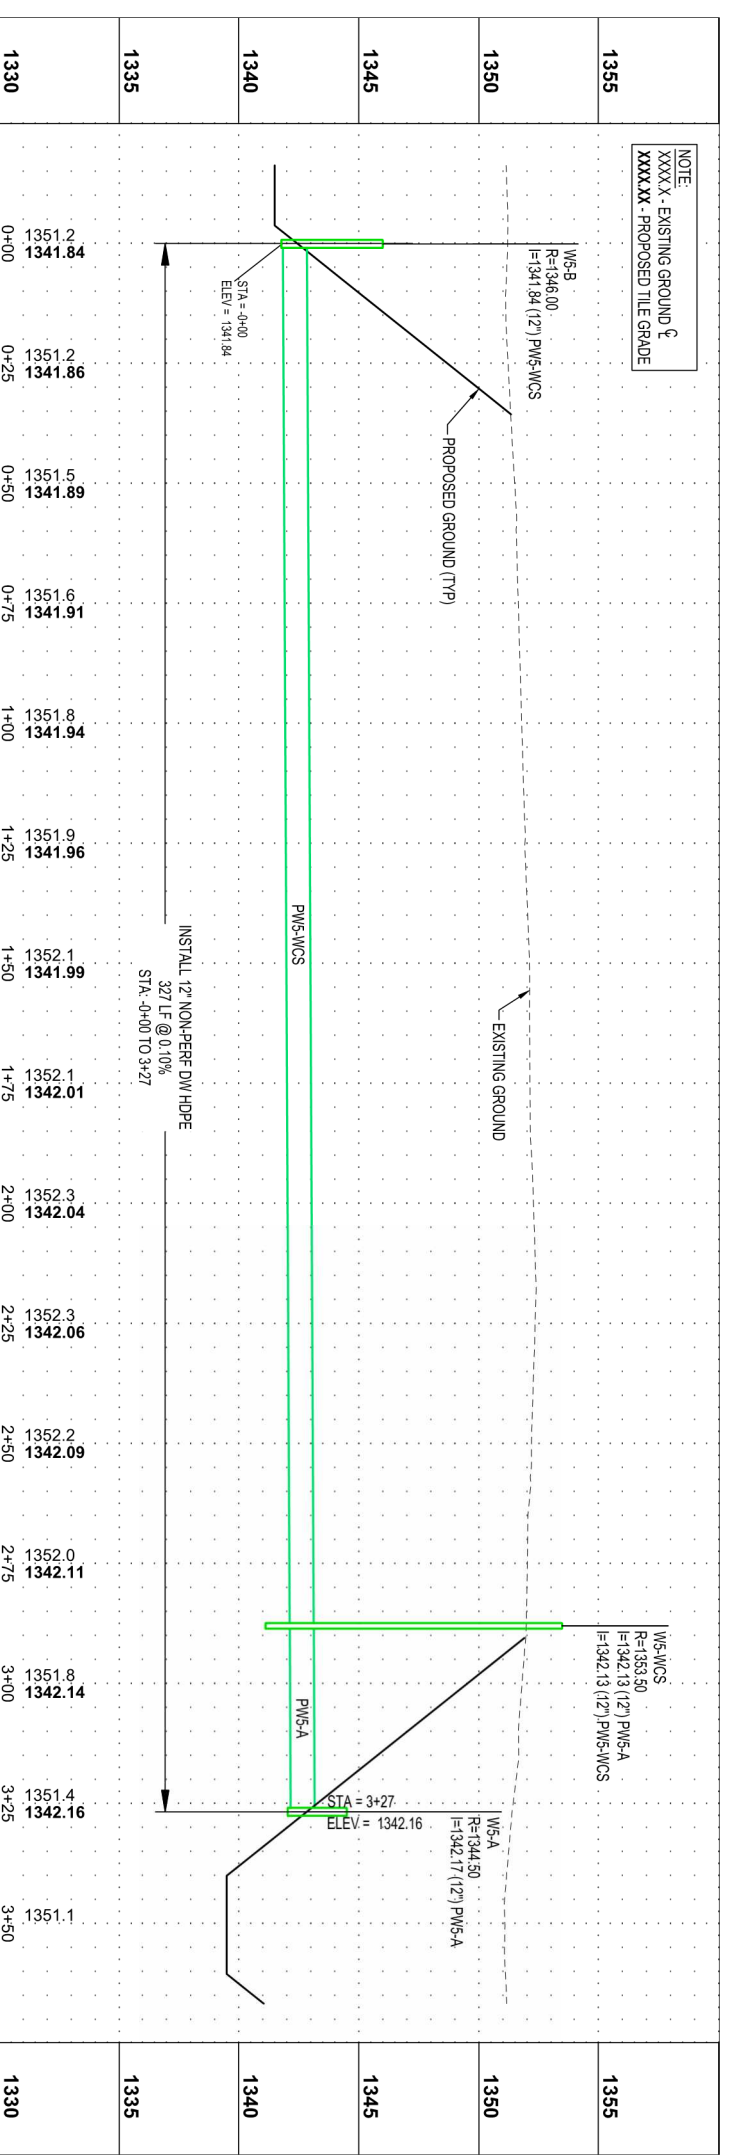 NOTE:
XXXX.X - EXISTING GROUND ℄
XXXX.XX - PROPOSED TILE GRADE
1355
1350
1345
1340
1335
1330
W5-B
R=1346.00
I=1341.84 (12") PW5-WCS
STA = -0+00
ELEV = 1341.84
PROPOSED GROUND (TYP)
EXISTING GROUND
PW5-WCS
INSTALL 12" NON-PERF DW HDPE
327 LF @ 0.10%
STA: -0+00 TO 3+27
W5-WCS
R=1353.50
I=1342.13 (12") PW5-A
I=1342.13 (12") PW5-WCS
PW5-A
W5-A
R=1344.50
I=1342.17 (12") PW5-A
STA = 3+27
ELEV = 1342.16
1351.2
1341.84
0+00
1351.2
1341.86
0+25
1351.5
1341.89
0+50
1351.6
1341.91
0+75
1351.8
1341.94
1+00
1351.9
1341.96
1+25
1352.1
1341.99
1+50
1352.1
1342.01
1+75
1352.3
1342.04
2+00
1352.3
1342.06
2+25
1352.2
1342.09
2+50
1352.0
1342.11
2+75
1351.8
1342.14
3+00
1351.4
1342.16
3+25
1351.1
3+50
1355
1350
1345
1340
1335
1330